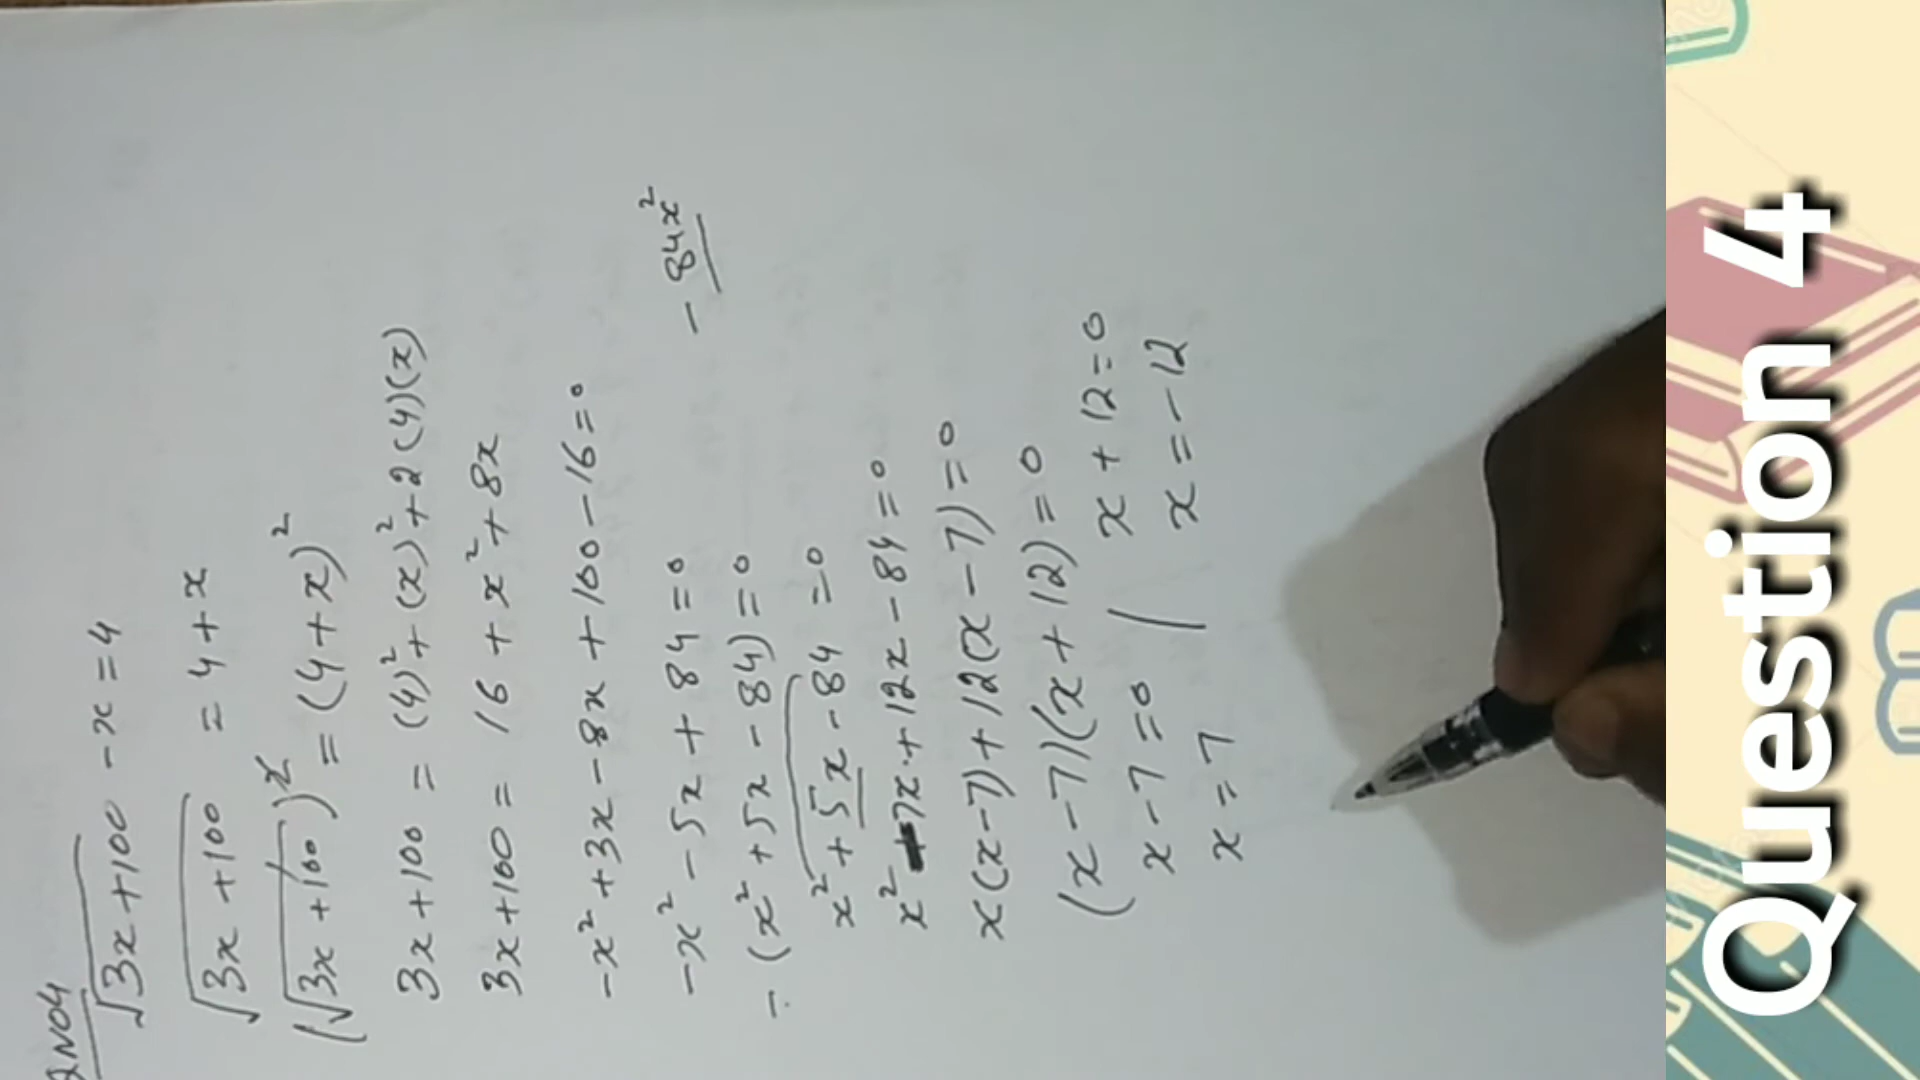 QNO4
√3x+100 -x=4
√3x+100 = 4+x
(√3x+100)² = (4+x)²
3x+100 = (4)²+(x)²+2(4)(x)
3x+100 = 16+x²+8x
-x²+3x-8x+100-16=0
-x²-5x+84=0
-84x²
-(x²+5x-84)=0
x²+5x-84=0
x²-7x+12x-84=0
x(x-7)+12(x-7)=0
(x-7)(x+12)=0
x-7=0 | x+12=0
x=7 x=-12
Question 4